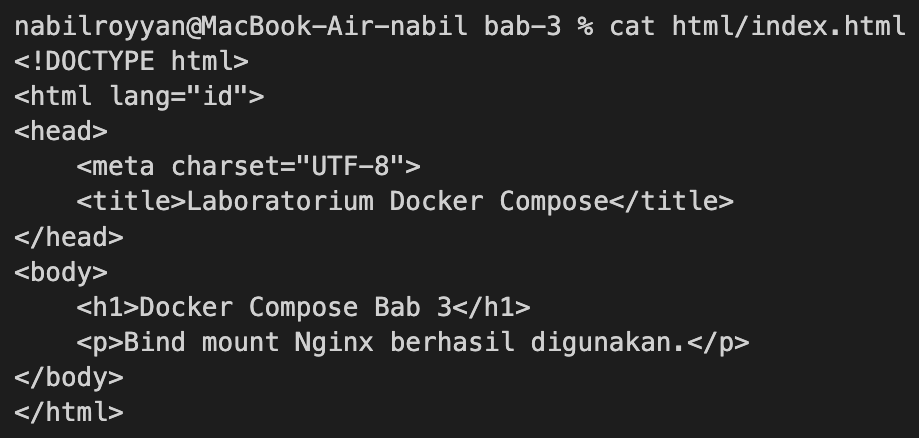 nabilroyyan@MacBook-Air-nabil bab-3 % cat html/index.html
<!DOCTYPE html>
<html lang="id">
<head>
    <meta charset="UTF-8">
    <title>Laboratorium Docker Compose</title>
</head>
<body>
    <h1>Docker Compose Bab 3</h1>
    <p>Bind mount Nginx berhasil digunakan.</p>
</body>
</html>